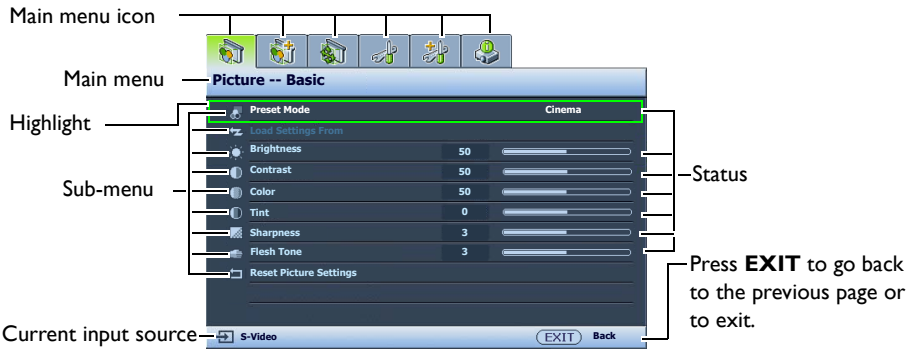 Main menu icon
Main menu
Picture -- Basic
Highlight
Preset Mode Cinema
Load Settings From
Brightness 50
Contrast 50
Status
Sub-menu
Color 50
Tint 0
Sharpness 3
Flesh Tone 3
Reset Picture Settings
Press EXIT to go back
to the previous page or
to exit.
Current input source
S-Video
EXIT Back